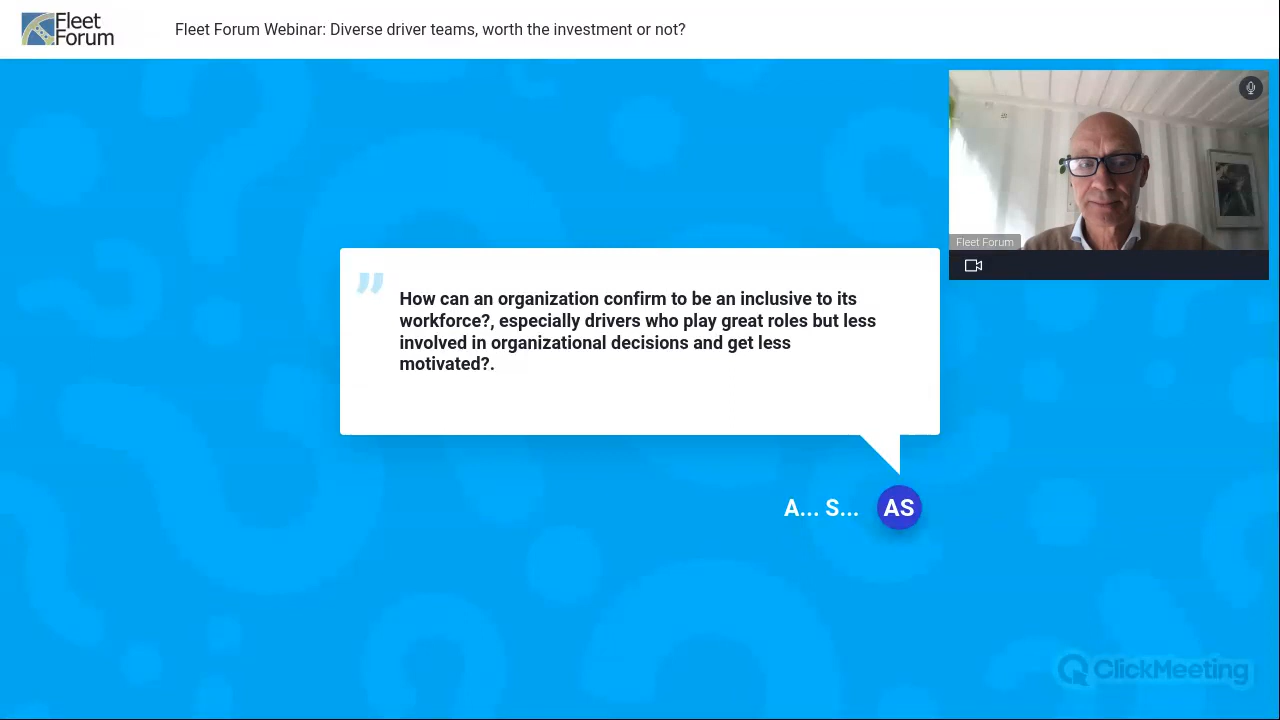 Fleet
Forum
Fleet Forum Webinar: Diverse driver teams, worth the investment or not?
Fleet Forum
How can an organization confirm to be an inclusive to its
workforce?, especially drivers who play great roles but less
involved in organizational decisions and get less
motivated?.
A... S...
AS
ClickMeeting